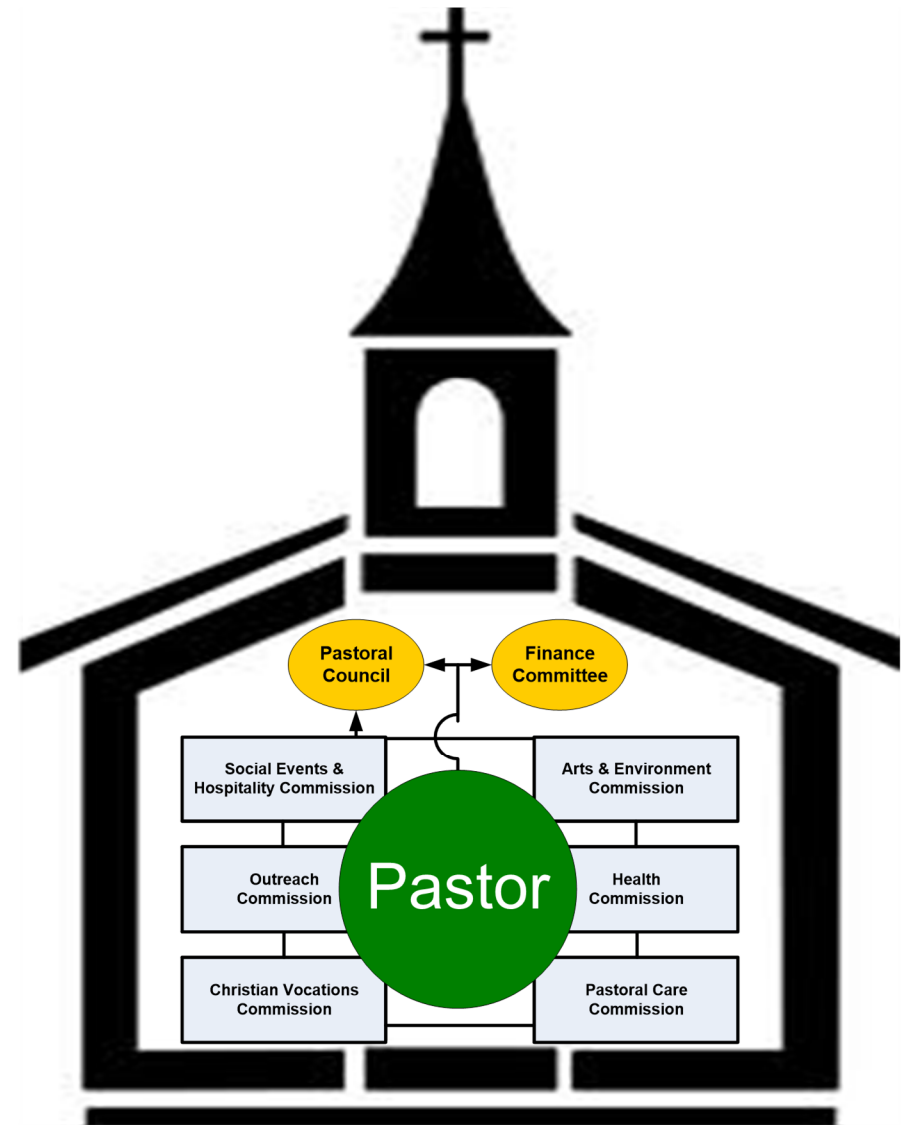 Pastoral
Council
Finance
Committee
Social Events &
Hospitality Commission
Arts & Environment
Commission
Outreach
Commission
Pastor
Health
Commission
Christian Vocations
Commission
Pastoral Care
Commission